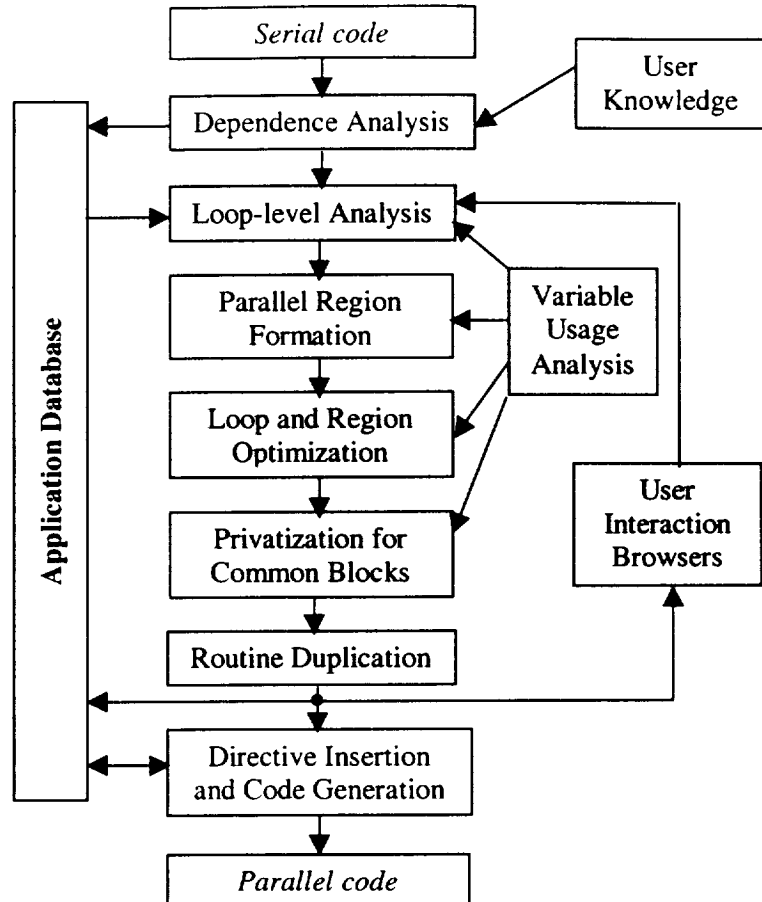 Serial code
User
Knowledge
Dependence Analysis
Loop-level Analysis
Parallel Region
Formation
Variable
Usage
Analysis
Loop and Region
Optimization
Application Database
User
Interaction
Browsers
Privatization for
Common Blocks
Routine Duplication
Directive Insertion
and Code Generation
Parallel code